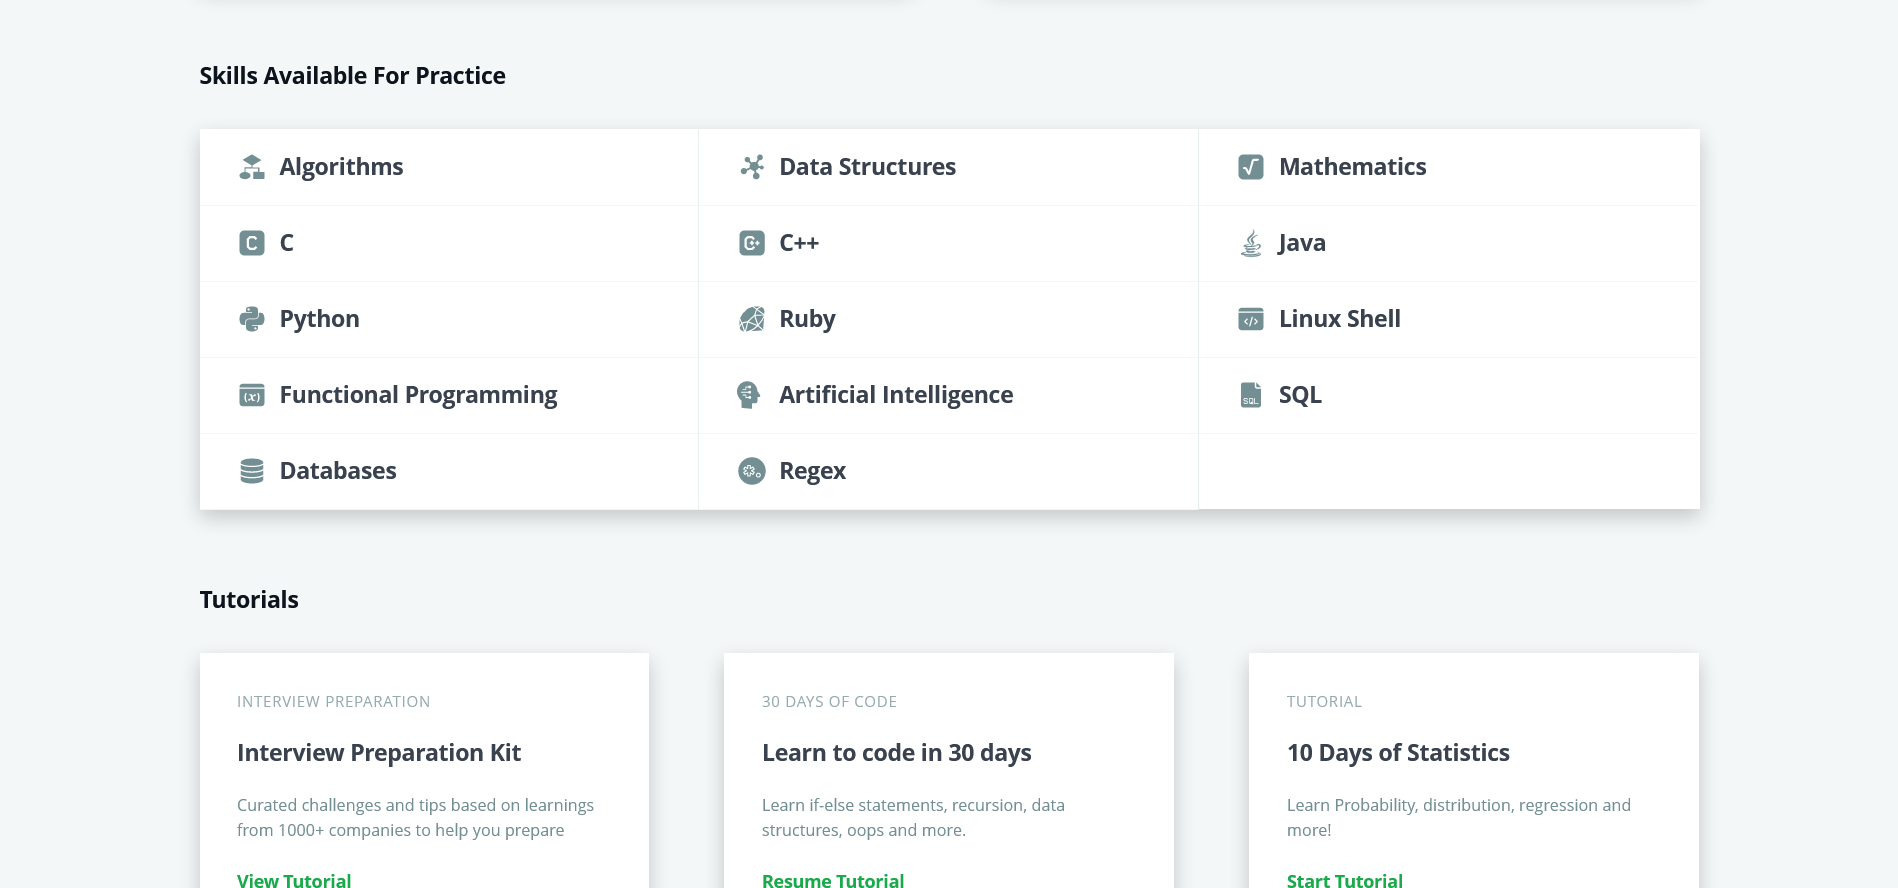 Skills Available For Practice
Algorithms
Data Structures
Mathematics
C
C++
Java
Python
Ruby
Linux Shell
Functional Programming
Artificial Intelligence
SQL
Databases
Regex
Tutorials
INTERVIEW PREPARATION
Interview Preparation Kit
Curated challenges and tips based on learnings
from 1000+ companies to help you prepare
View Tutorial
30 DAYS OF CODE
Learn to code in 30 days
Learn if-else statements, recursion, data
structures, oops and more.
Resume Tutorial
TUTORIAL
10 Days of Statistics
Learn Probability, distribution, regression and
more!
Start Tutorial